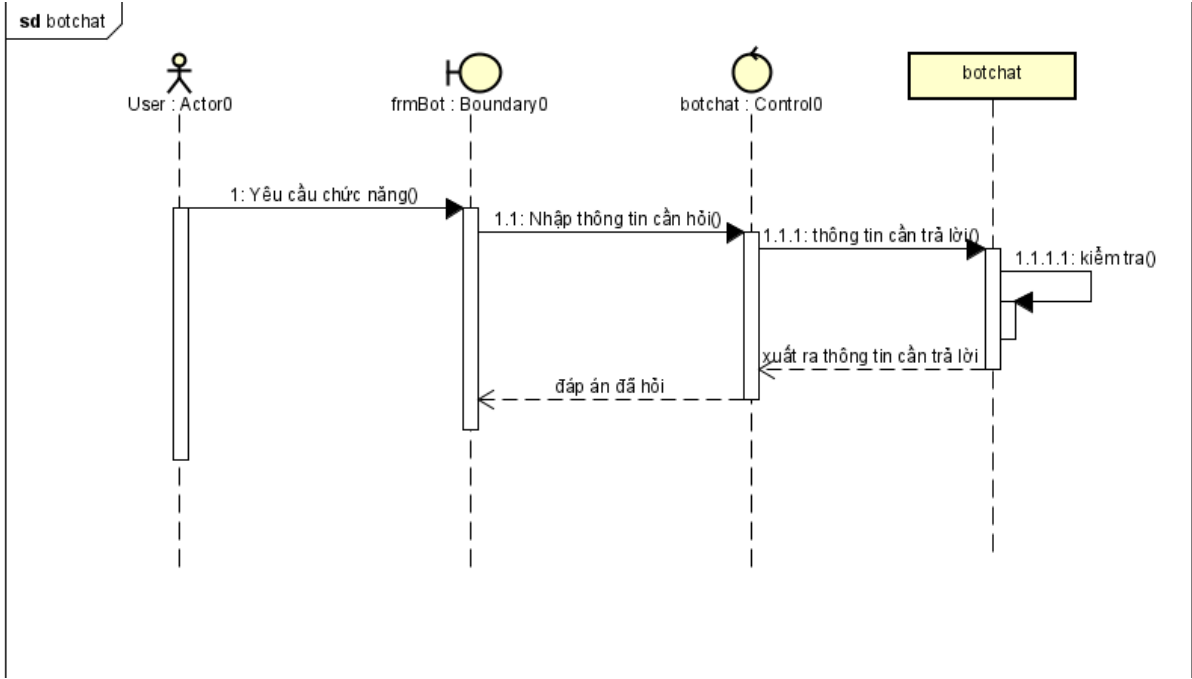 sd botchat
User : Actor0
frmBot : Boundary0
botchat : Control0
botchat
1: Yêu cầu chức năng()
1.1: Nhập thông tin cần hỏi()
1.1.1: thông tin cần trả lời()
1.1.1.1: kiểm tra()
xuất ra thông tin cần trả lời
đáp án đã hỏi